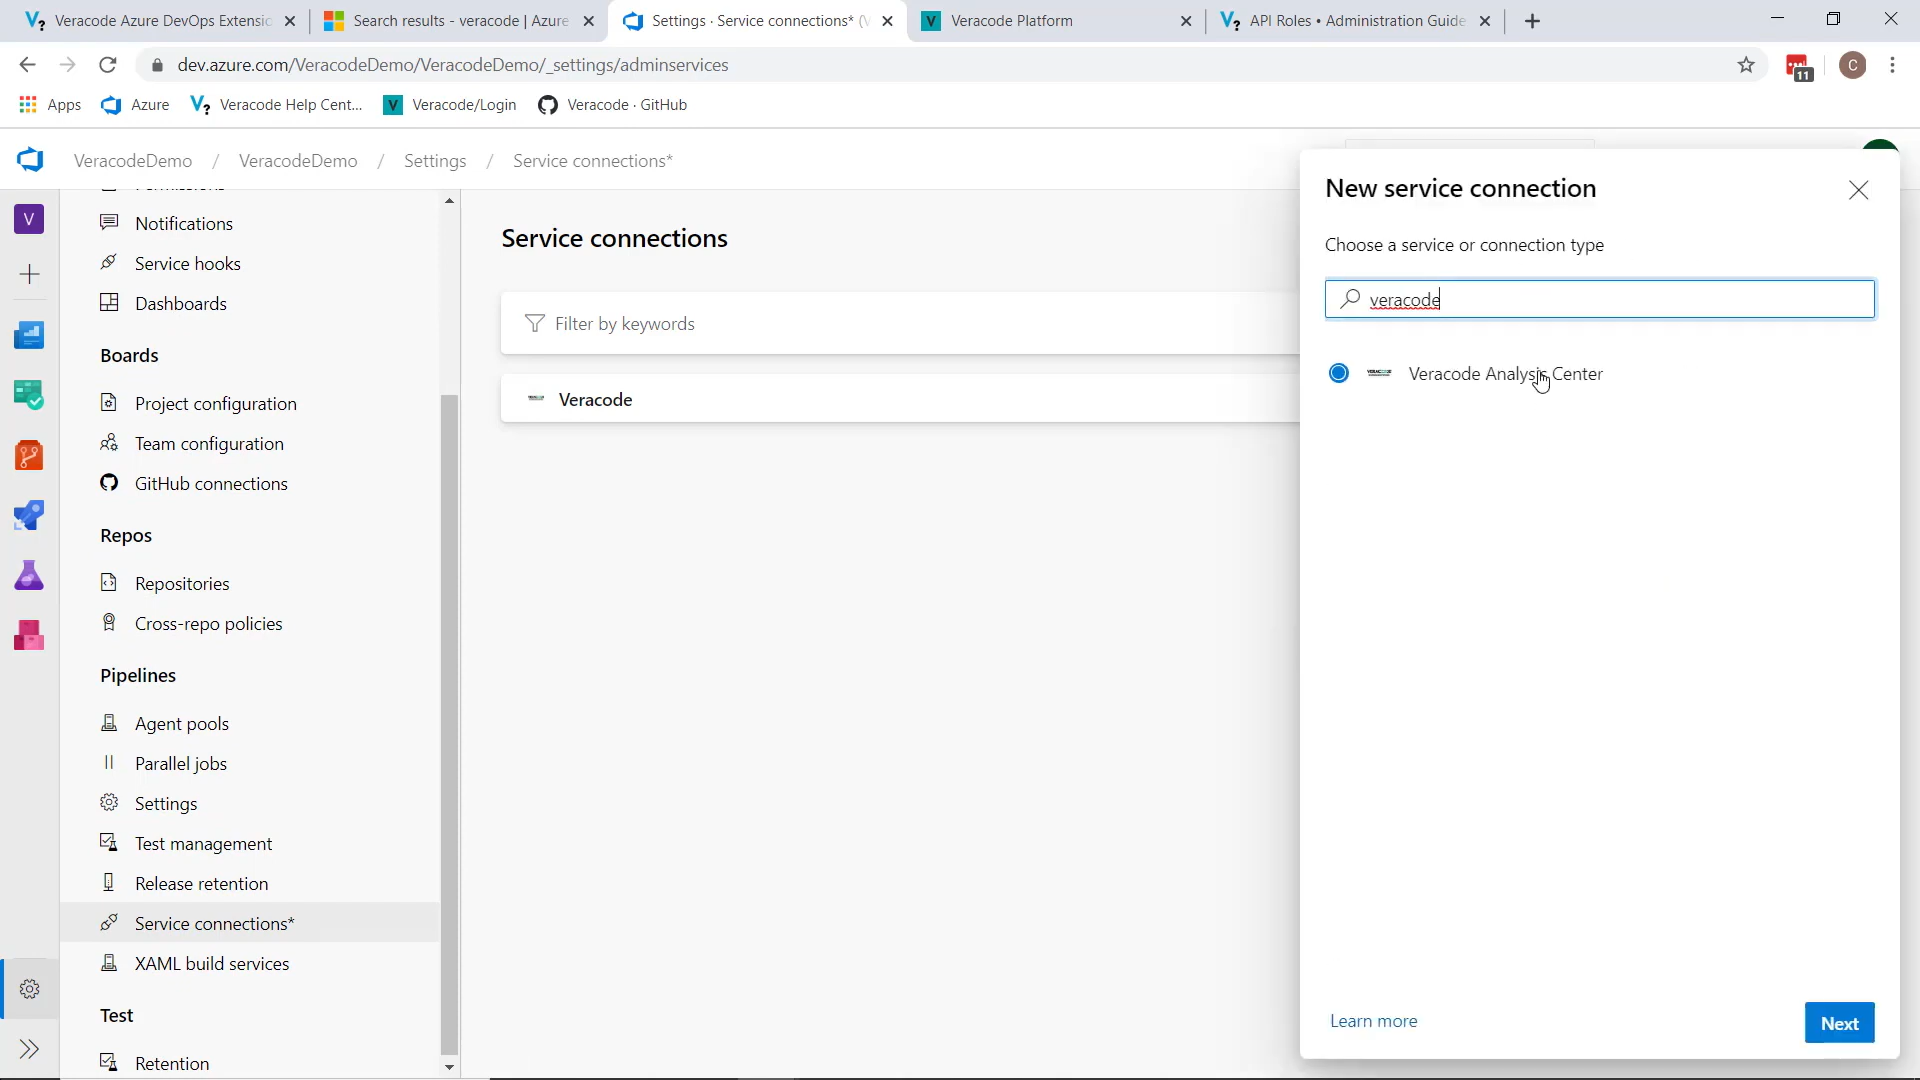 Veracode Azure DevOps Extensic
Search results - veracode | Azure
Settings · Service connections* (V
V
Veracode Platform
API Roles • Administration Guide
dev.azure.com/VeracodeDemo/VeracodeDemo/_settings/adminservices
11
C
Apps
Azure
Veracode Help Cent...
V
Veracode/Login
Veracode · GitHub
VeracodeDemo / VeracodeDemo / Settings / Service connections*
V
Notifications
Service hooks
Dashboards
Boards
Project configuration
Team configuration
GitHub connections
Repos
Repositories
Cross-repo policies
Pipelines
Agent pools
Parallel jobs
Settings
Test management
Release retention
Service connections*
XAML build services
Test
Retention
Service connections
Filter by keywords
Veracode
New service connection
Choose a service or connection type
veracode
Veracode Analysis Center
Learn more
Next